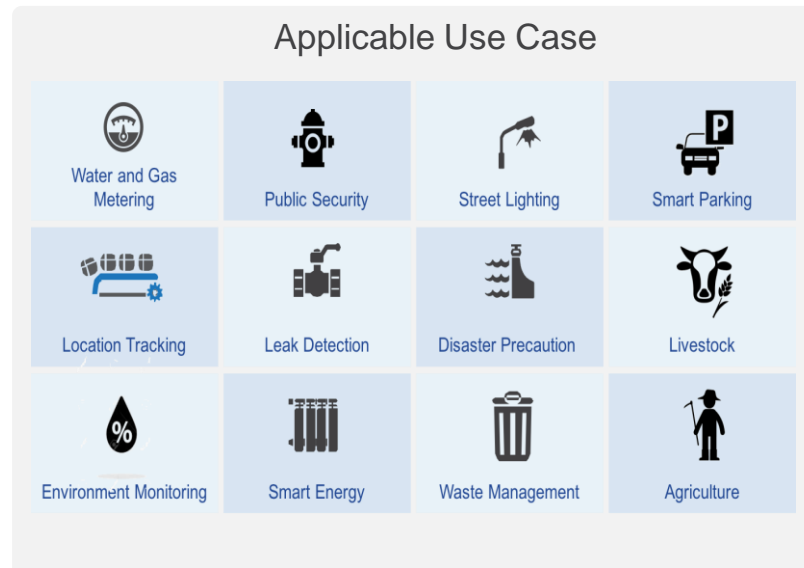 Applicable Use Case
Water and Gas
Metering
Public Security
Street Lighting
P
Smart Parking
Location Tracking
Leak Detection
Disaster Precaution
Livestock
%
Environment Monitoring
Smart Energy
Waste Management
Agriculture